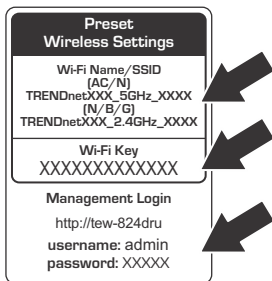 Preset
Wireless Settings
Wi-Fi Name/SSID
(AC/N)
TRENDnetXXX_5GHz_XXXX
(N/B/G)
TRENDnetXXX_2.4GHz_XXXX
Wi-Fi Key
XXXXXXXXXXXXX
Management Login
http://tew-824dru
username: admin
password: XXXXX